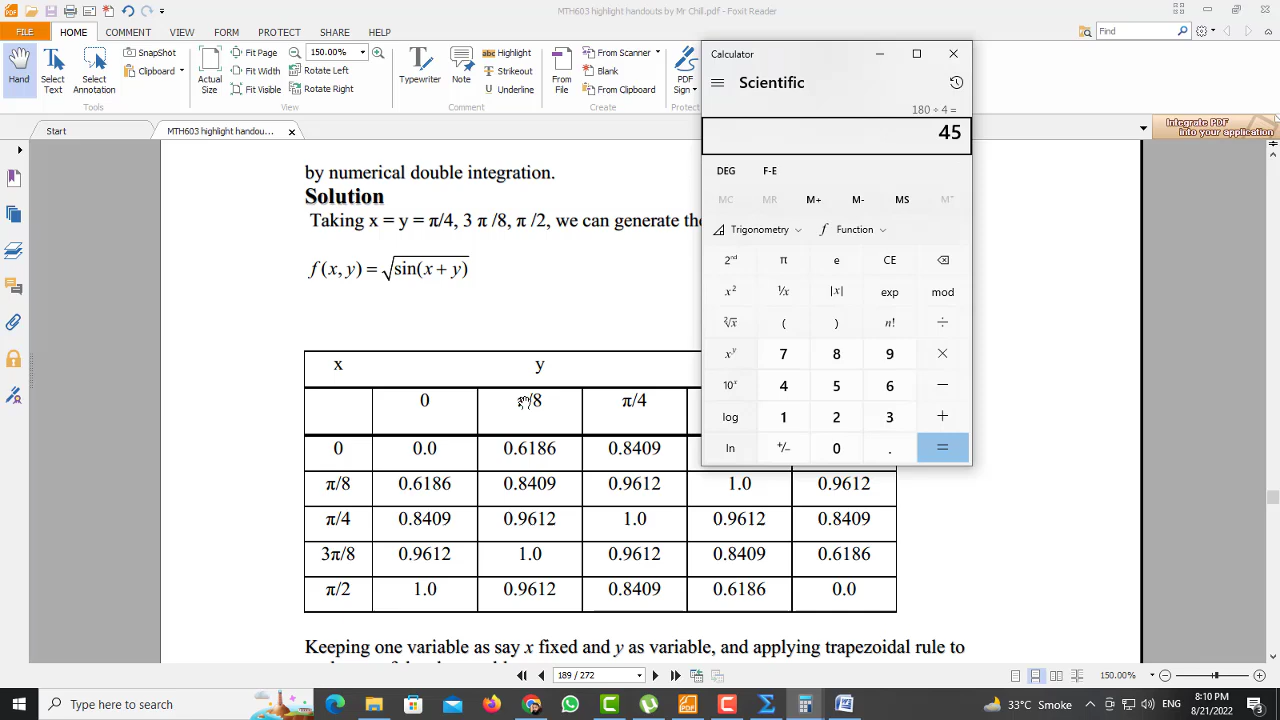 MTH603 highlight handouts by Mr Chill.pdf - Foxit Reader
FILE HOME COMMENT VIEW FORM PROTECT SHARE HELP
Find
Hand
Select Text
SnapShot
Select Annotation
Clipboard
Tools
Actual Size
Fit Page
Fit Width
Fit Visible
150.00%
Rotate Left
Rotate Right
View
Typewriter
Note
Highlight
Strikeout
Underline
Comment
From File
From Scanner
Blank
From Clipboard
Create
PDF Sign
Protect
Start
MTH603 highlight handou...
Integrate PDF
into your application
Calculator
Scientific
180 ÷ 4 =
45
DEG F-E
MC MR M+ M- MS
Trigonometry Function
2nd π e CE
x² ¹/x |x| exp mod
²√x ( ) n! ÷
xʸ 7 8 9 ×
10ˣ 4 5 6 −
log 1 2 3 +
ln +/− 0 . =
by numerical double integration.
Solution
Taking x = y = π/4, 3 π /8, π /2, we can generate the
f(x, y) = √sin(x + y)
x y
0 π/8 π/4
0 0.0 0.6186 0.8409
π/8 0.6186 0.8409 0.9612 1.0 0.9612
π/4 0.8409 0.9612 1.0 0.9612 0.8409
3π/8 0.9612 1.0 0.9612 0.8409 0.6186
π/2 1.0 0.9612 0.8409 0.6186 0.0
Keeping one variable as say x fixed and y as variable, and applying trapezoidal rule to
189 / 272
150.00%
Type here to search
33°C Smoke
8:10 PM
8/21/2022